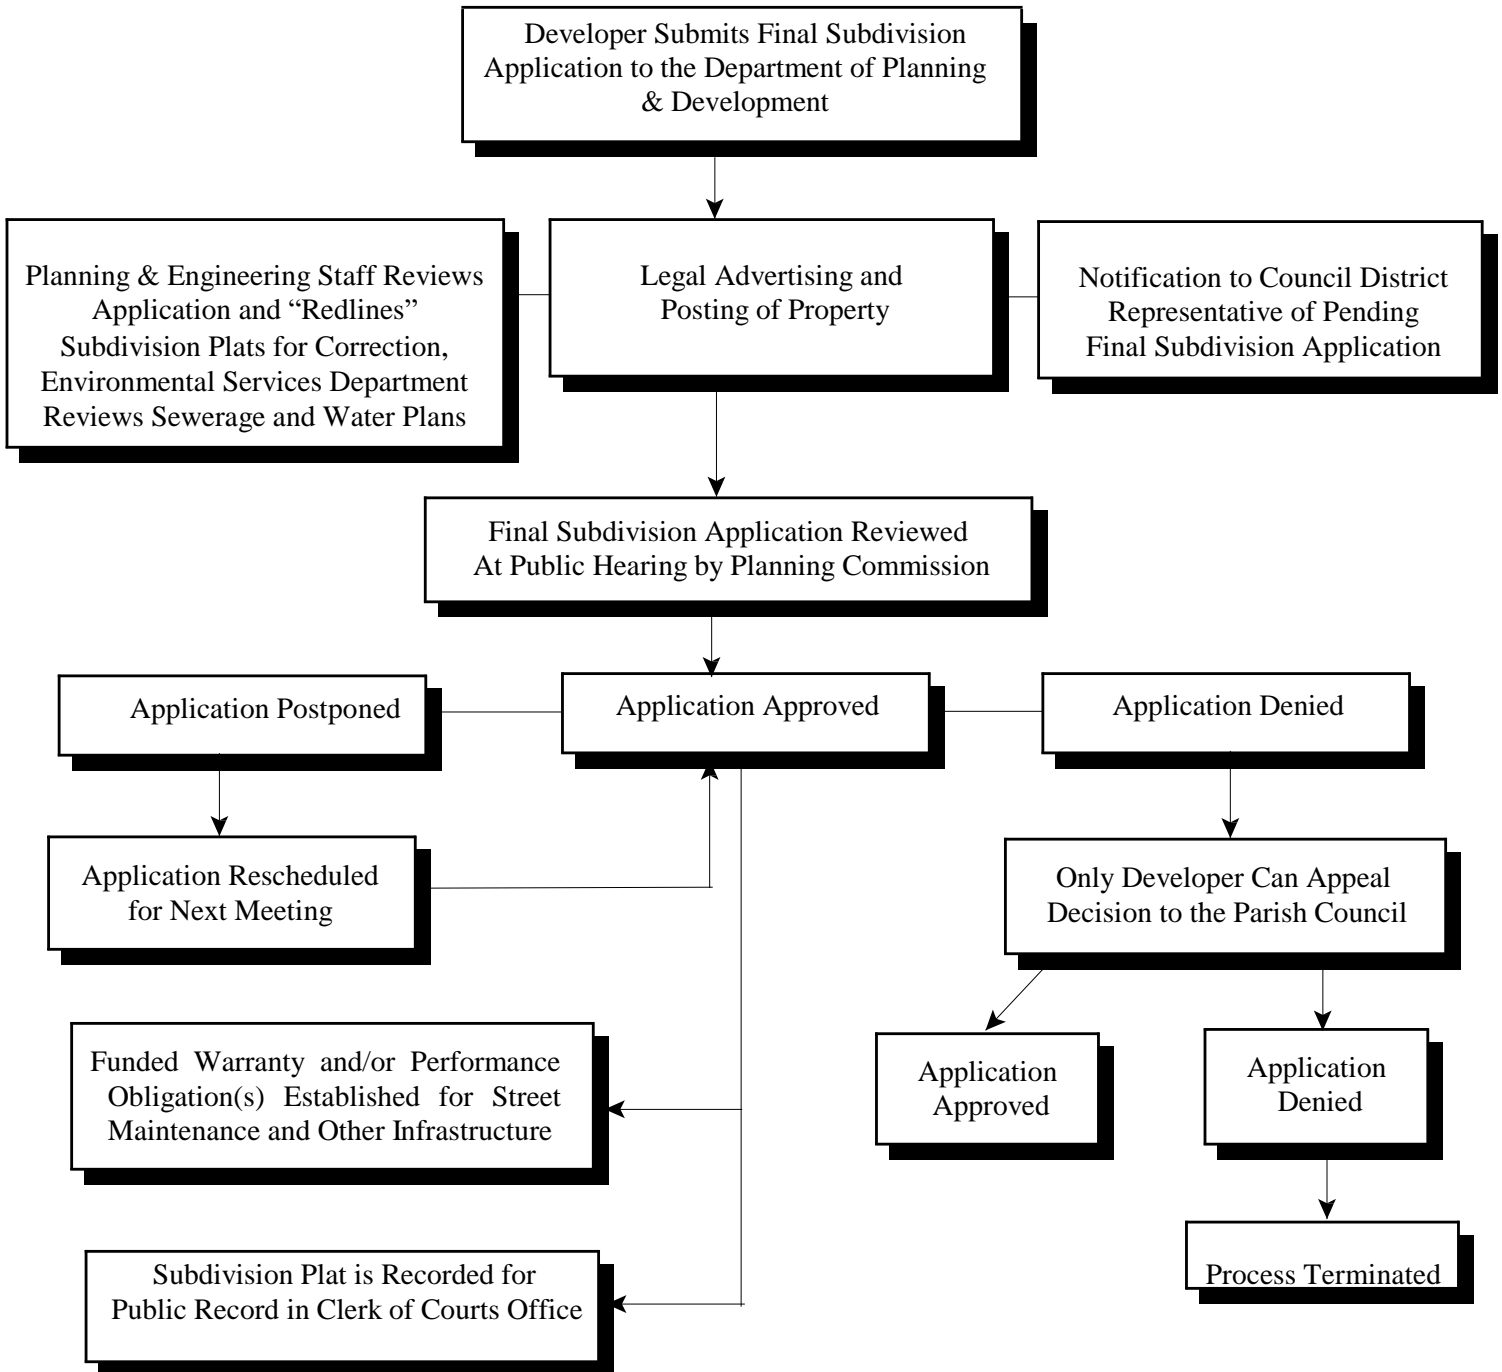 Developer Submits Final Subdivision
Application to the Department of Planning
& Development
Planning & Engineering Staff Reviews
Application and “Redlines”
Subdivision Plats for Correction,
Environmental Services Department
Reviews Sewerage and Water Plans
Legal Advertising and
Posting of Property
Notification to Council District
Representative of Pending
Final Subdivision Application
Final Subdivision Application Reviewed
At Public Hearing by Planning Commission
Application Postponed
Application Approved
Application Denied
Application Rescheduled
for Next Meeting
Only Developer Can Appeal
Decision to the Parish Council
Funded Warranty and/or Performance
Obligation(s) Established for Street
Maintenance and Other Infrastructure
Application
Approved
Application
Denied
Subdivision Plat is Recorded for
Public Record in Clerk of Courts Office
Process Terminated